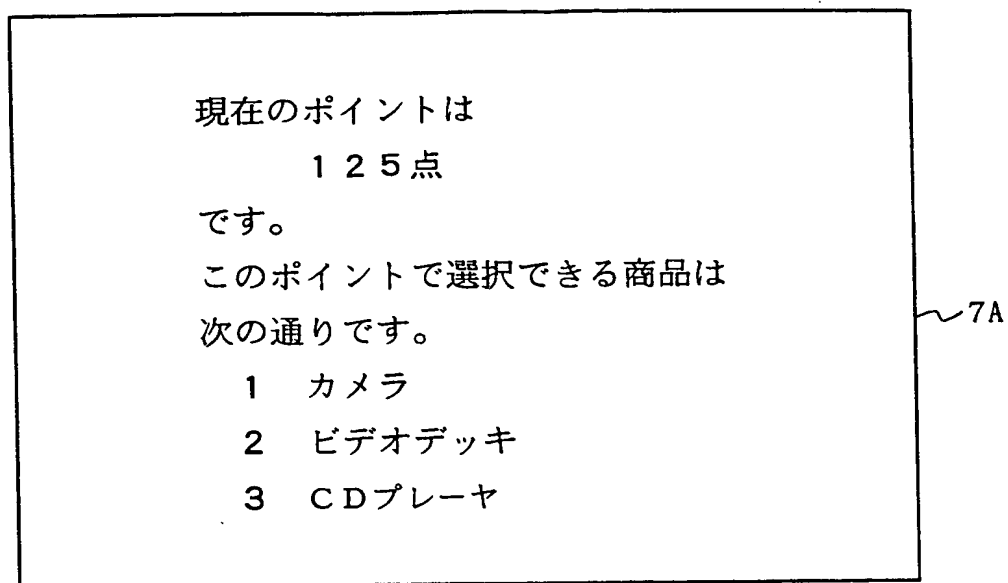 現在のポイントは
125点
です。
このポイントで選択できる商品は
次の通りです。
1 カメラ
2 ビデオデッキ
3 CDプレーヤ
7A